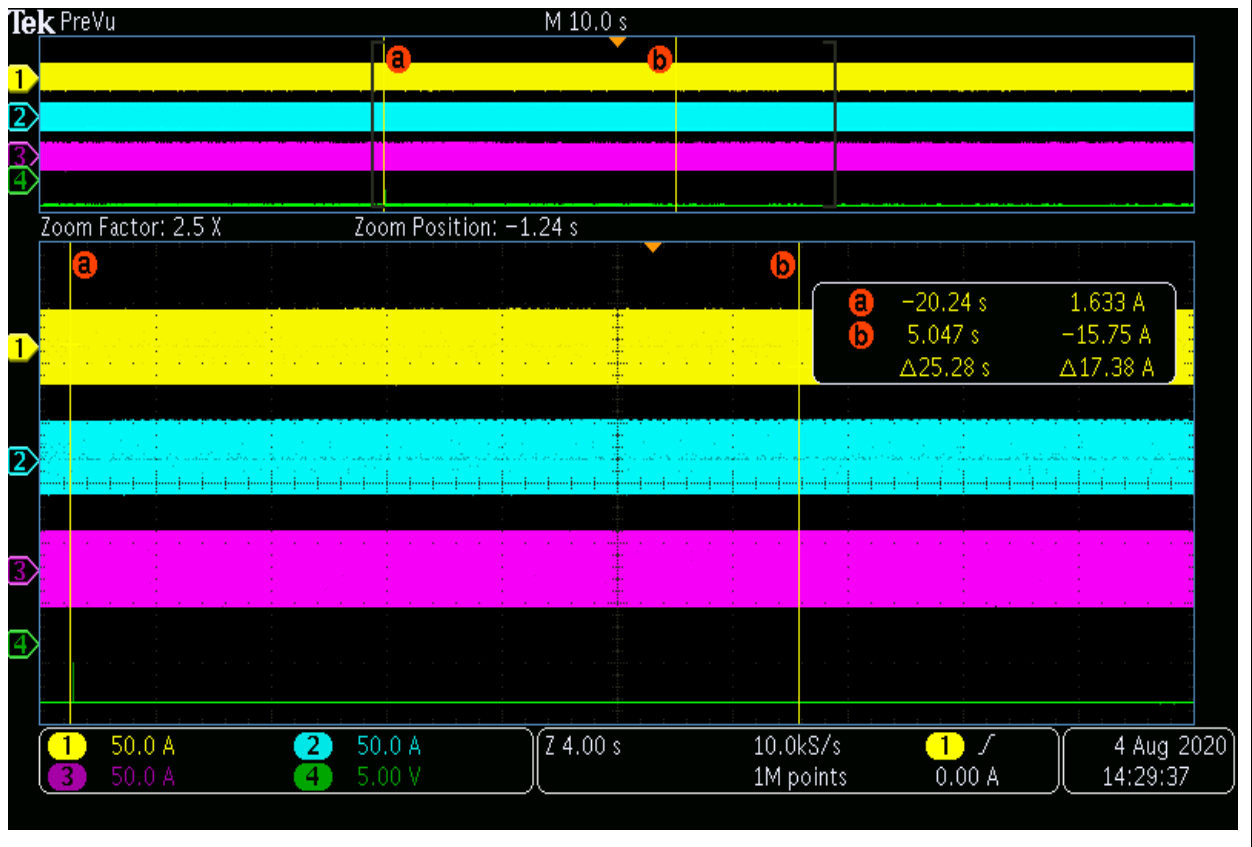 Tek PreVu M 10.0 s
a b
1
2
3
4
Zoom Factor: 2.5 X Zoom Position: −1.24 s
a b
a −20.24 s 1.633 A
b 5.047 s −15.75 A
Δ25.28 s Δ17.38 A
1
2
3
4
1 50.0 A 2 50.0 A Z 4.00 s 10.0kS/s 1 4 Aug 2020
3 50.0 A 4 5.00 V 1M points 0.00 A 14:29:37